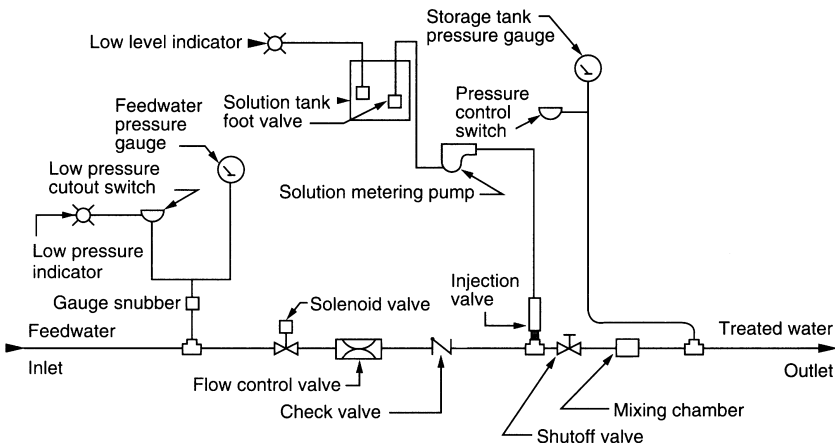 Storage tank
pressure gauge
Low level indicator
Feedwater
pressure
gauge
Solution tank
foot valve
Pressure
control
switch
Low pressure
cutout switch
Solution metering pump
Low pressure
indicator
Injection
valve
Gauge snubber
Solenoid valve
Feedwater
Treated water
Inlet
Outlet
Flow control valve
Check valve
Mixing chamber
Shutoff valve